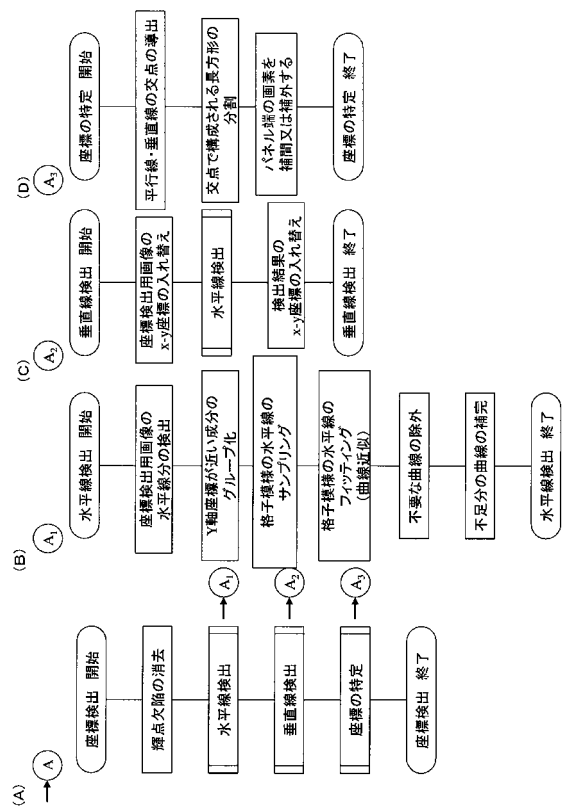 (A)
A
座標検出 開始
輝点欠陥の消去
水平線検出
A1
垂直線検出
A2
座標の特定
A3
座標検出 終了
(B)
A1
水平線検出 開始
座標検出用画像の
水平線分の検出
Y軸座標が近い成分の
グループ化
格子模様の水平線の
サンプリング
格子模様の水平線の
フィッティング
(曲線近似)
不要な曲線の除外
不足分の曲線の補完
水平線検出 終了
(C)
A2
垂直線検出 開始
座標検出用画像の
x-y座標の入れ替え
水平線検出
検出結果の
x-y座標の入れ替え
垂直線検出 終了
(D)
A3
座標の特定 開始
平行線・垂直線の交点の導出
交点で構成される長方形の
分割
パネル端の画素を
補間又は補外する
座標の特定 終了